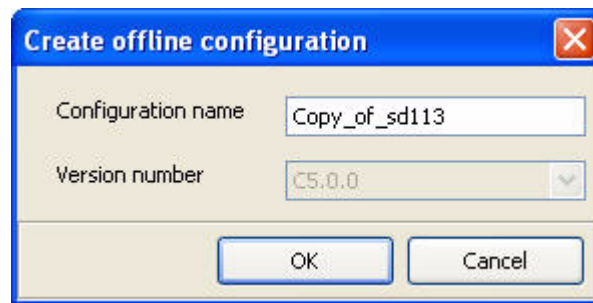 Create offline configuration
Configuration name Copy_of_sd113
Version number C5.0.0
OK Cancel